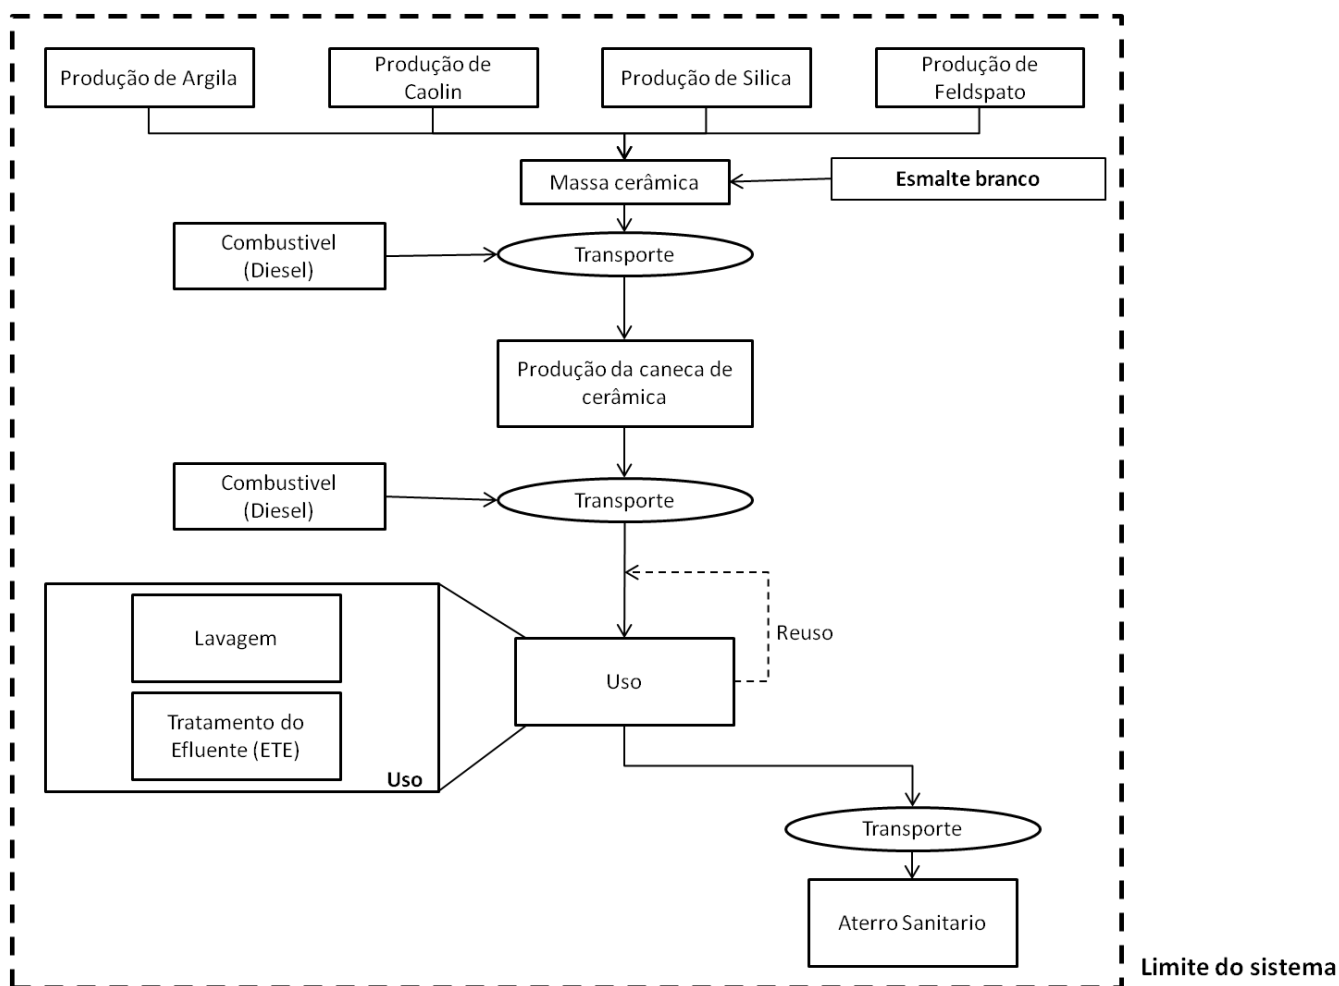 Produção de Argila
Produção de
Caolin
Produção de Silica
Produção de
Feldspato
Massa cerâmica
Esmalte branco
Combustivel
(Diesel)
Transporte
Produção da caneca de
cerâmica
Combustivel
(Diesel)
Transporte
Lavagem
Tratamento do
Efluente (ETE)
Uso
Uso
Reuso
Transporte
Aterro Sanitario
Limite do sistema